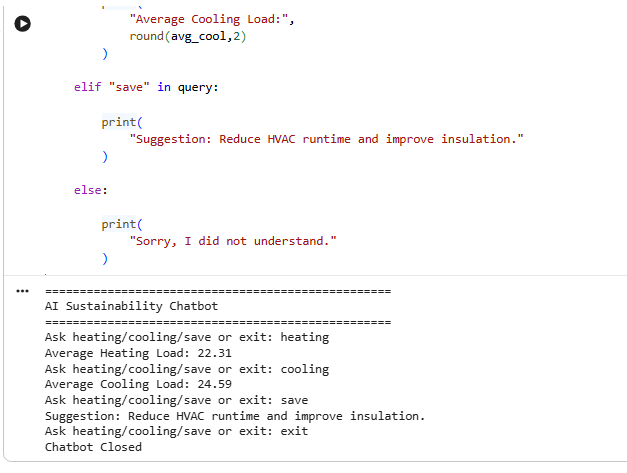 print(
"Average Cooling Load:",
round(avg_cool,2)
)
elif "save" in query:
print(
"Suggestion: Reduce HVAC runtime and improve insulation."
)
else:
print(
"Sorry, I did not understand."
)
==================================================
AI Sustainability Chatbot
==================================================
Ask heating/cooling/save or exit: heating
Average Heating Load: 22.31
Ask heating/cooling/save or exit: cooling
Average Cooling Load: 24.59
Ask heating/cooling/save or exit: save
Suggestion: Reduce HVAC runtime and improve insulation.
Ask heating/cooling/save or exit: exit
Chatbot Closed